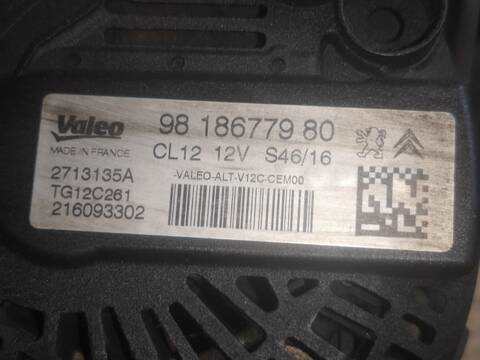 Valeo 98 186779 80
MADE IN FRANCE CL12 12V S46/16
2713135A -VALEO-ALT-V12C-CEM00
TG12C261
216093302